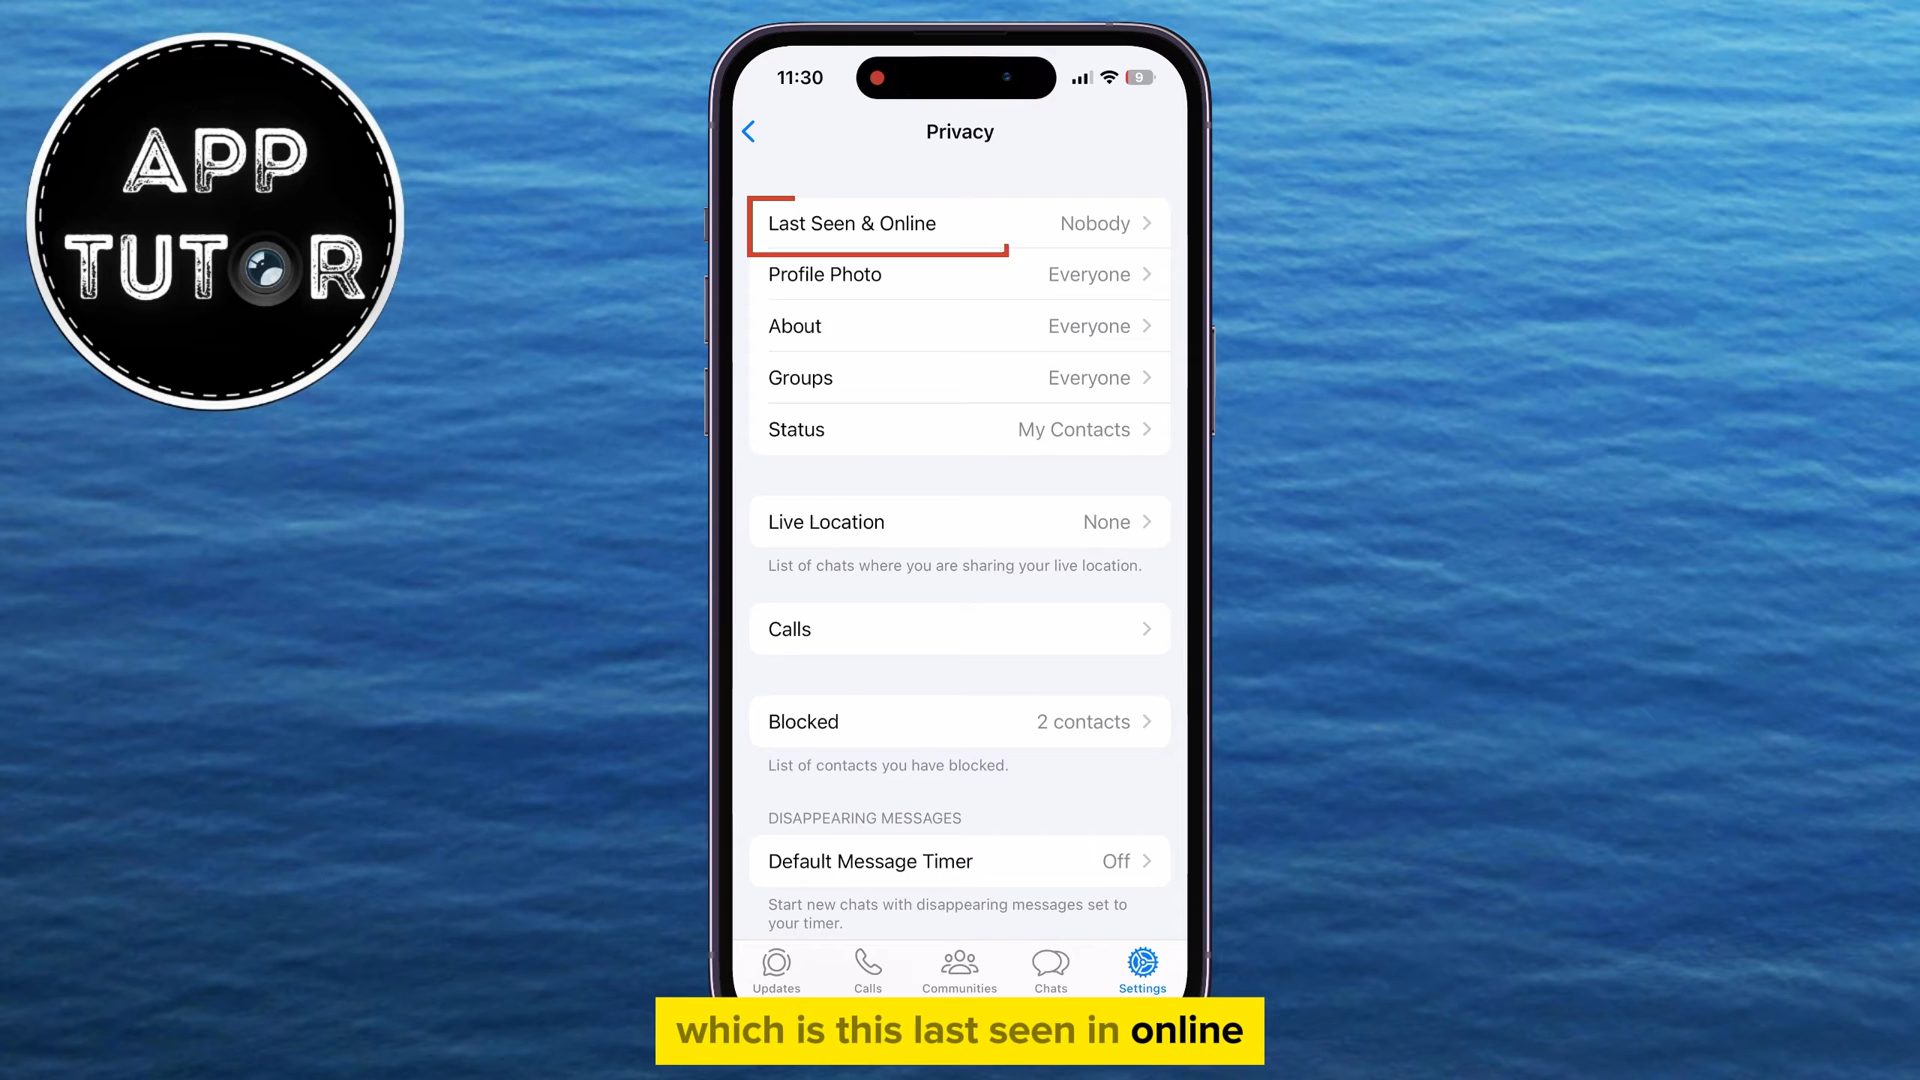 APP
TUTOR
11:30
9
Privacy
Last Seen & Online Nobody
Profile Photo Everyone
About Everyone
Groups Everyone
Status My Contacts
Live Location None
List of chats where you are sharing your live location.
Calls
Blocked 2 contacts
List of contacts you have blocked.
DISAPPEARING MESSAGES
Default Message Timer Off
Start new chats with disappearing messages set to
your timer.
Updates Calls Communities Chats Settings
which is this last seen in online